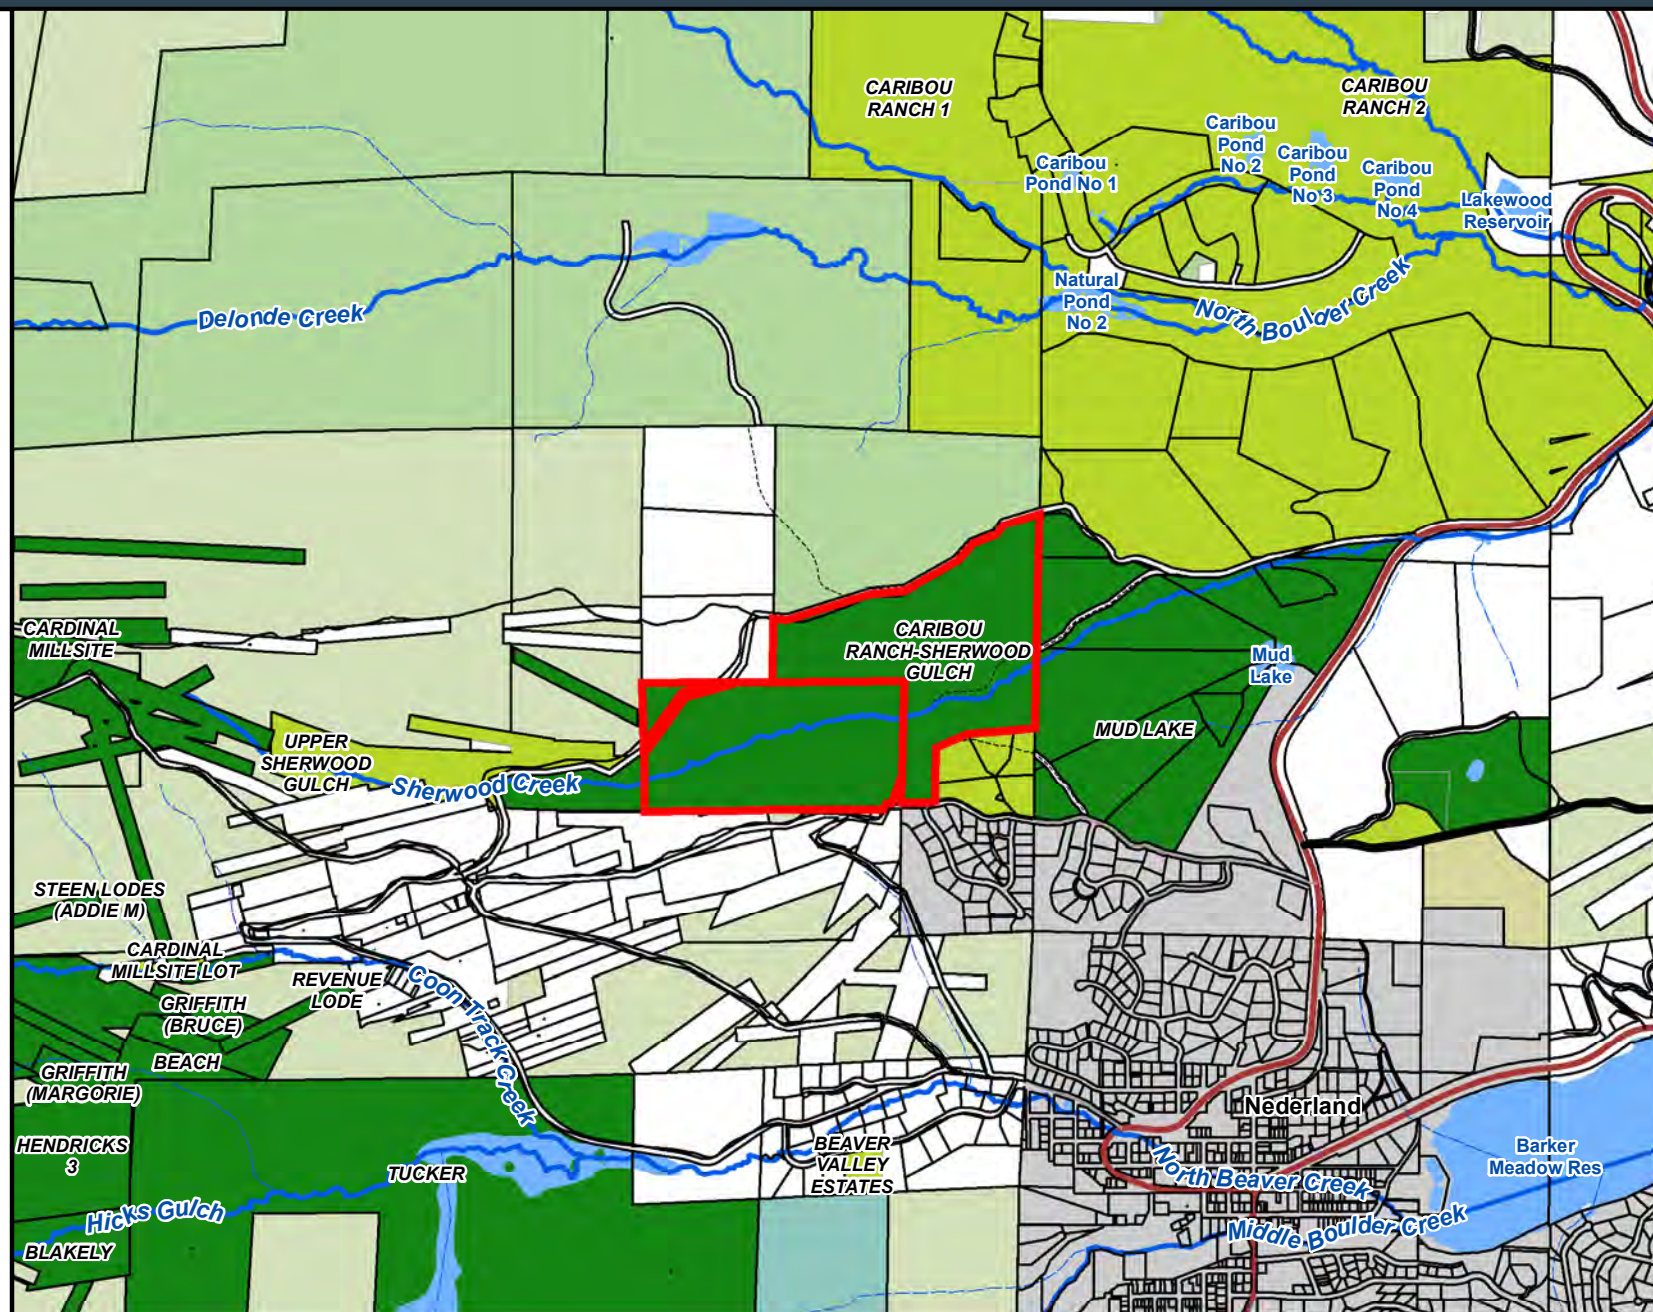 CARIBOU
RANCH 1
CARIBOU
RANCH 2
Caribou
Pond
No 2
Caribou
Pond No 1
Caribou
Pond
No 3
Caribou
Pond
No 4
Lakewood
Reservoir
Natural
Pond
No 2
North Boulder Creek
Delonde Creek
CARDINAL
MILLSITE
CARIBOU
RANCH-SHERWOOD
GULCH
Mud
Lake
MUD LAKE
UPPER
SHERWOOD
GULCH
Sherwood Creek
STEEN LODES
(ADDIE M)
CARDINAL
MILLSITE LOT
REVENUE
LODE
GRIFFITH
(BRUCE)
Coon Track Creek
BEACH
GRIFFITH
(MARGORIE)
Nederland
HENDRICKS
3
TUCKER
BEAVER
VALLEY
ESTATES
Barker
Meadow Res
North Beaver Creek
Hicks Gulch
Middle Boulder Creek
BLAKELY